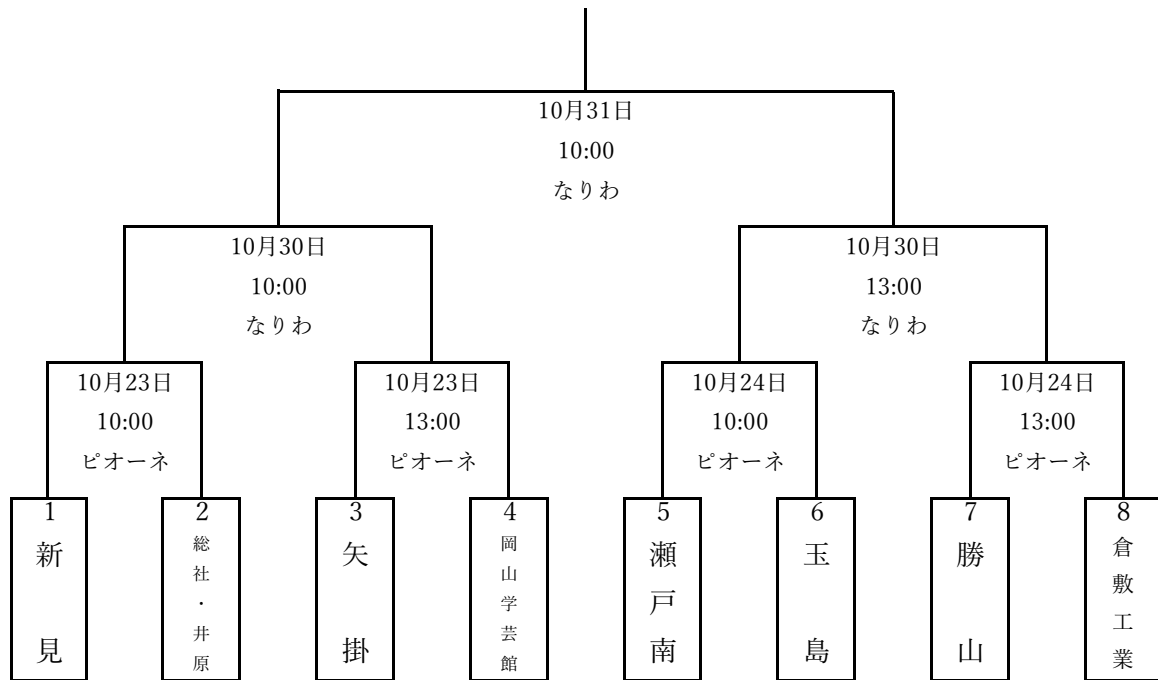 10月31日
10:00
なりわ
10月30日
10:00
なりわ
10月30日
13:00
なりわ
10月23日
10:00
ピオーネ
10月23日
13:00
ピオーネ
10月24日
10:00
ピオーネ
10月24日
13:00
ピオーネ
1
新見
2
総社・井原
3
矢掛
4
岡山学芸館
5
瀬戸南
6
玉島
7
勝山
8
倉敷工業